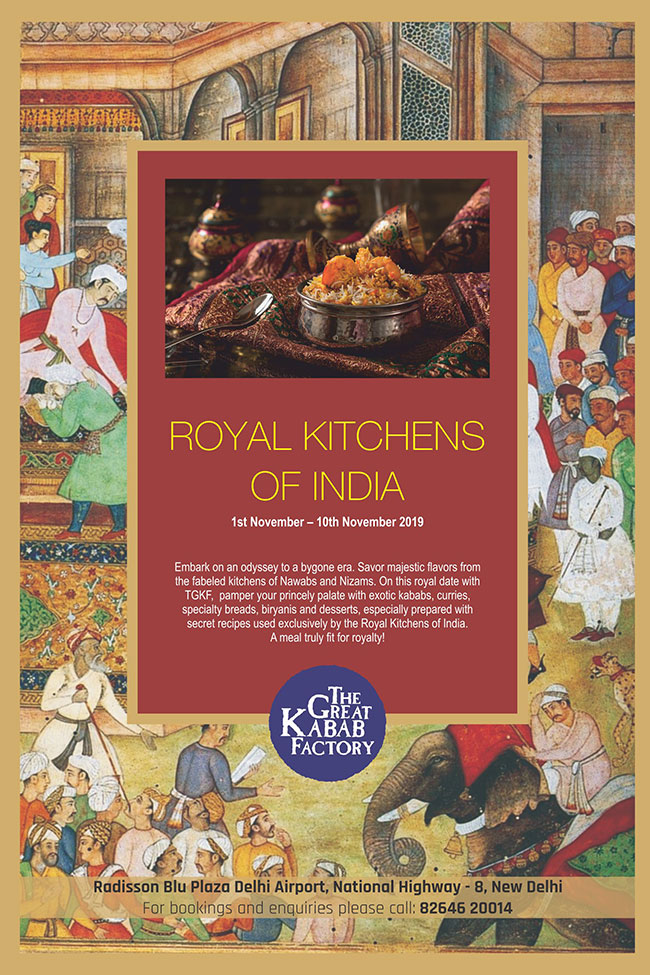 ROYAL KITCHENS
OF INDIA
1st November – 10th November 2019
Embark on an odyssey to a bygone era. Savor majestic flavors from
the fabeled kitchens of Nawabs and Nizams. On this royal date with
TGKF, pamper your princely palate with exotic kababs, curries,
specialty breads, biryanis and desserts, especially prepared with
secret recipes used exclusively by the Royal Kitchens of India.
A meal truly fit for royalty!
THE
GREAT
KABAB
FACTORY
Radisson Blu Plaza Delhi Airport, National Highway - 8, New Delhi
For bookings and enquiries please call: 82646 20014